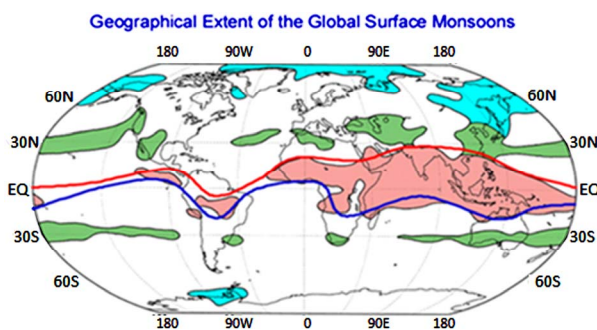 Geographical Extent of the Global Surface Monsoons
180 90W 0 90E 180
60N
60N
30N
30N
EQ
EQ
30S
30S
60S
60S
180 90W 0 90E 180